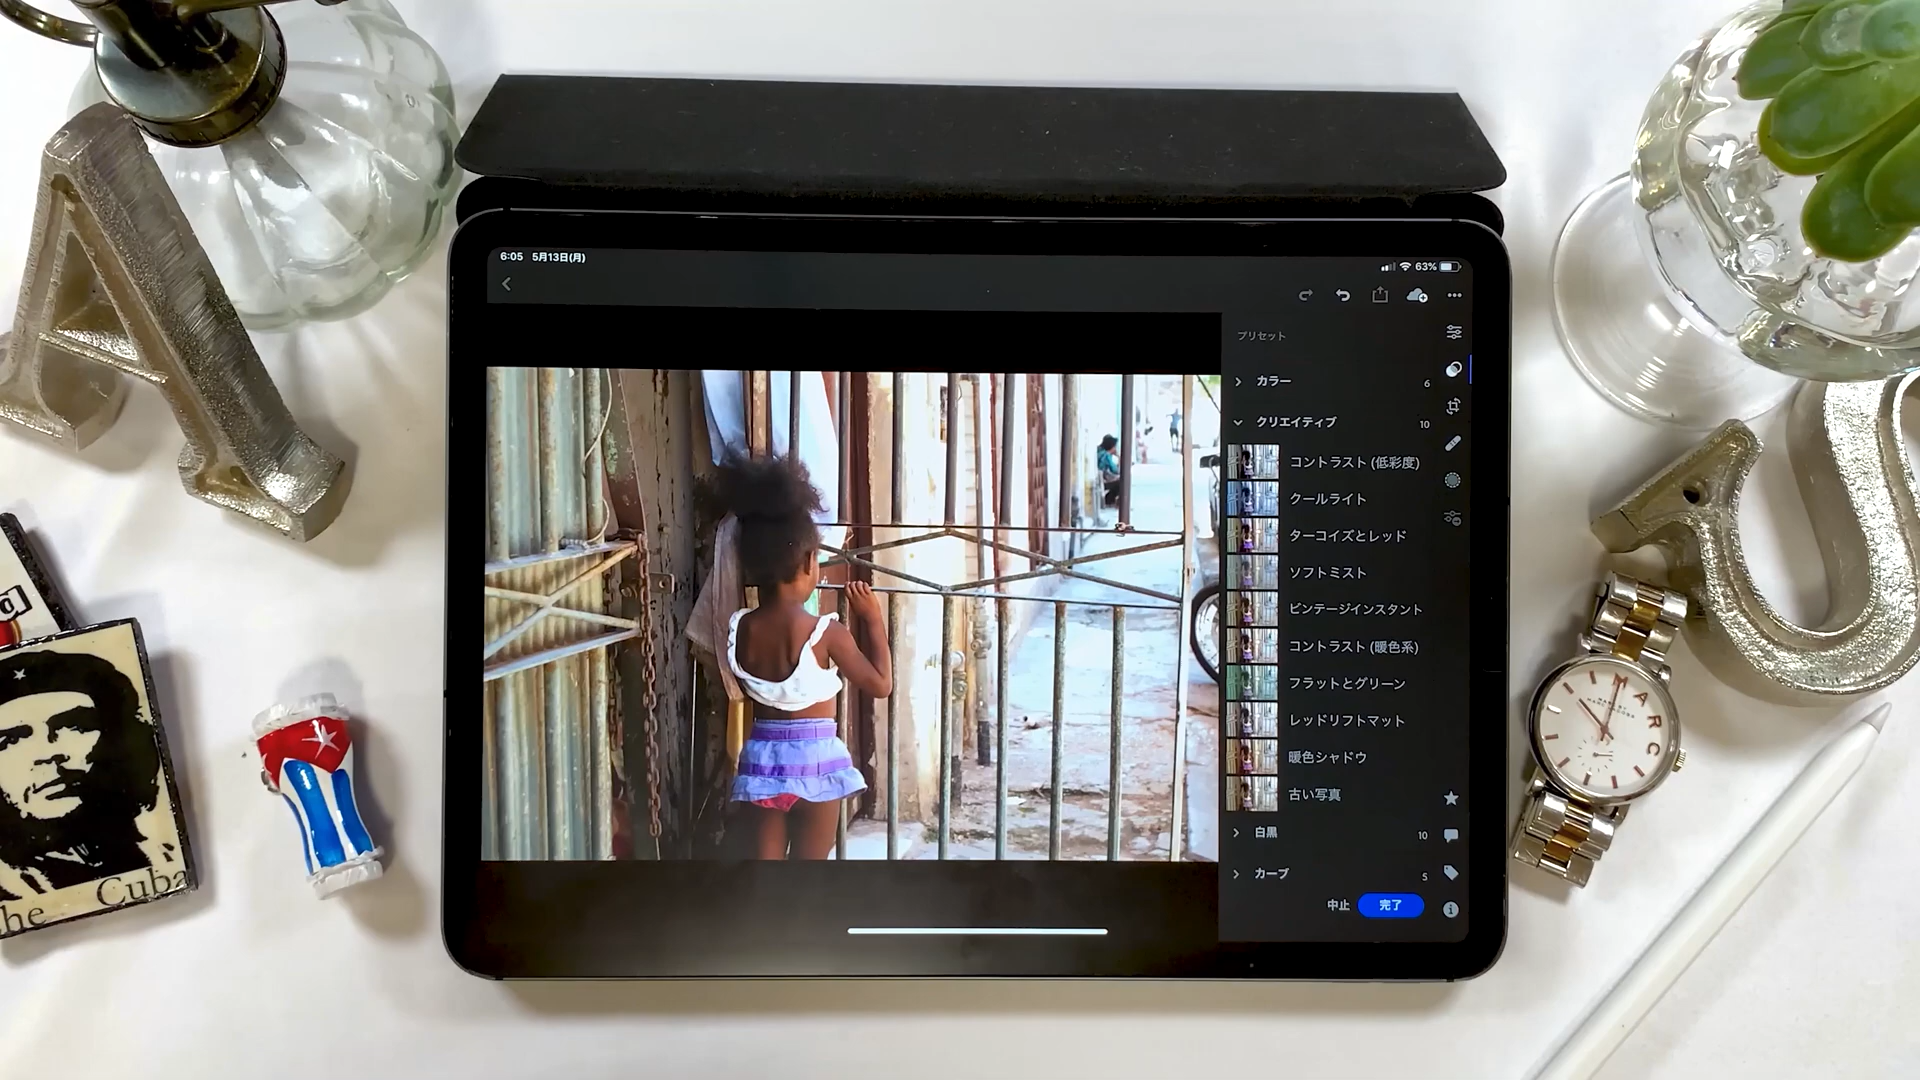 6:05 5月13日(月)
63%
プリセット
カラー 6
クリエイティブ 10
コントラスト (低彩度)
クールライト
ターコイズとレッド
ソフトミスト
ビンテージインスタント
コントラスト (暖色系)
フラットとグリーン
レッドリフトマット
暖色シャドウ
古い写真
白黒 10
カーブ 5
中止 完了
Cuba
he
MARC